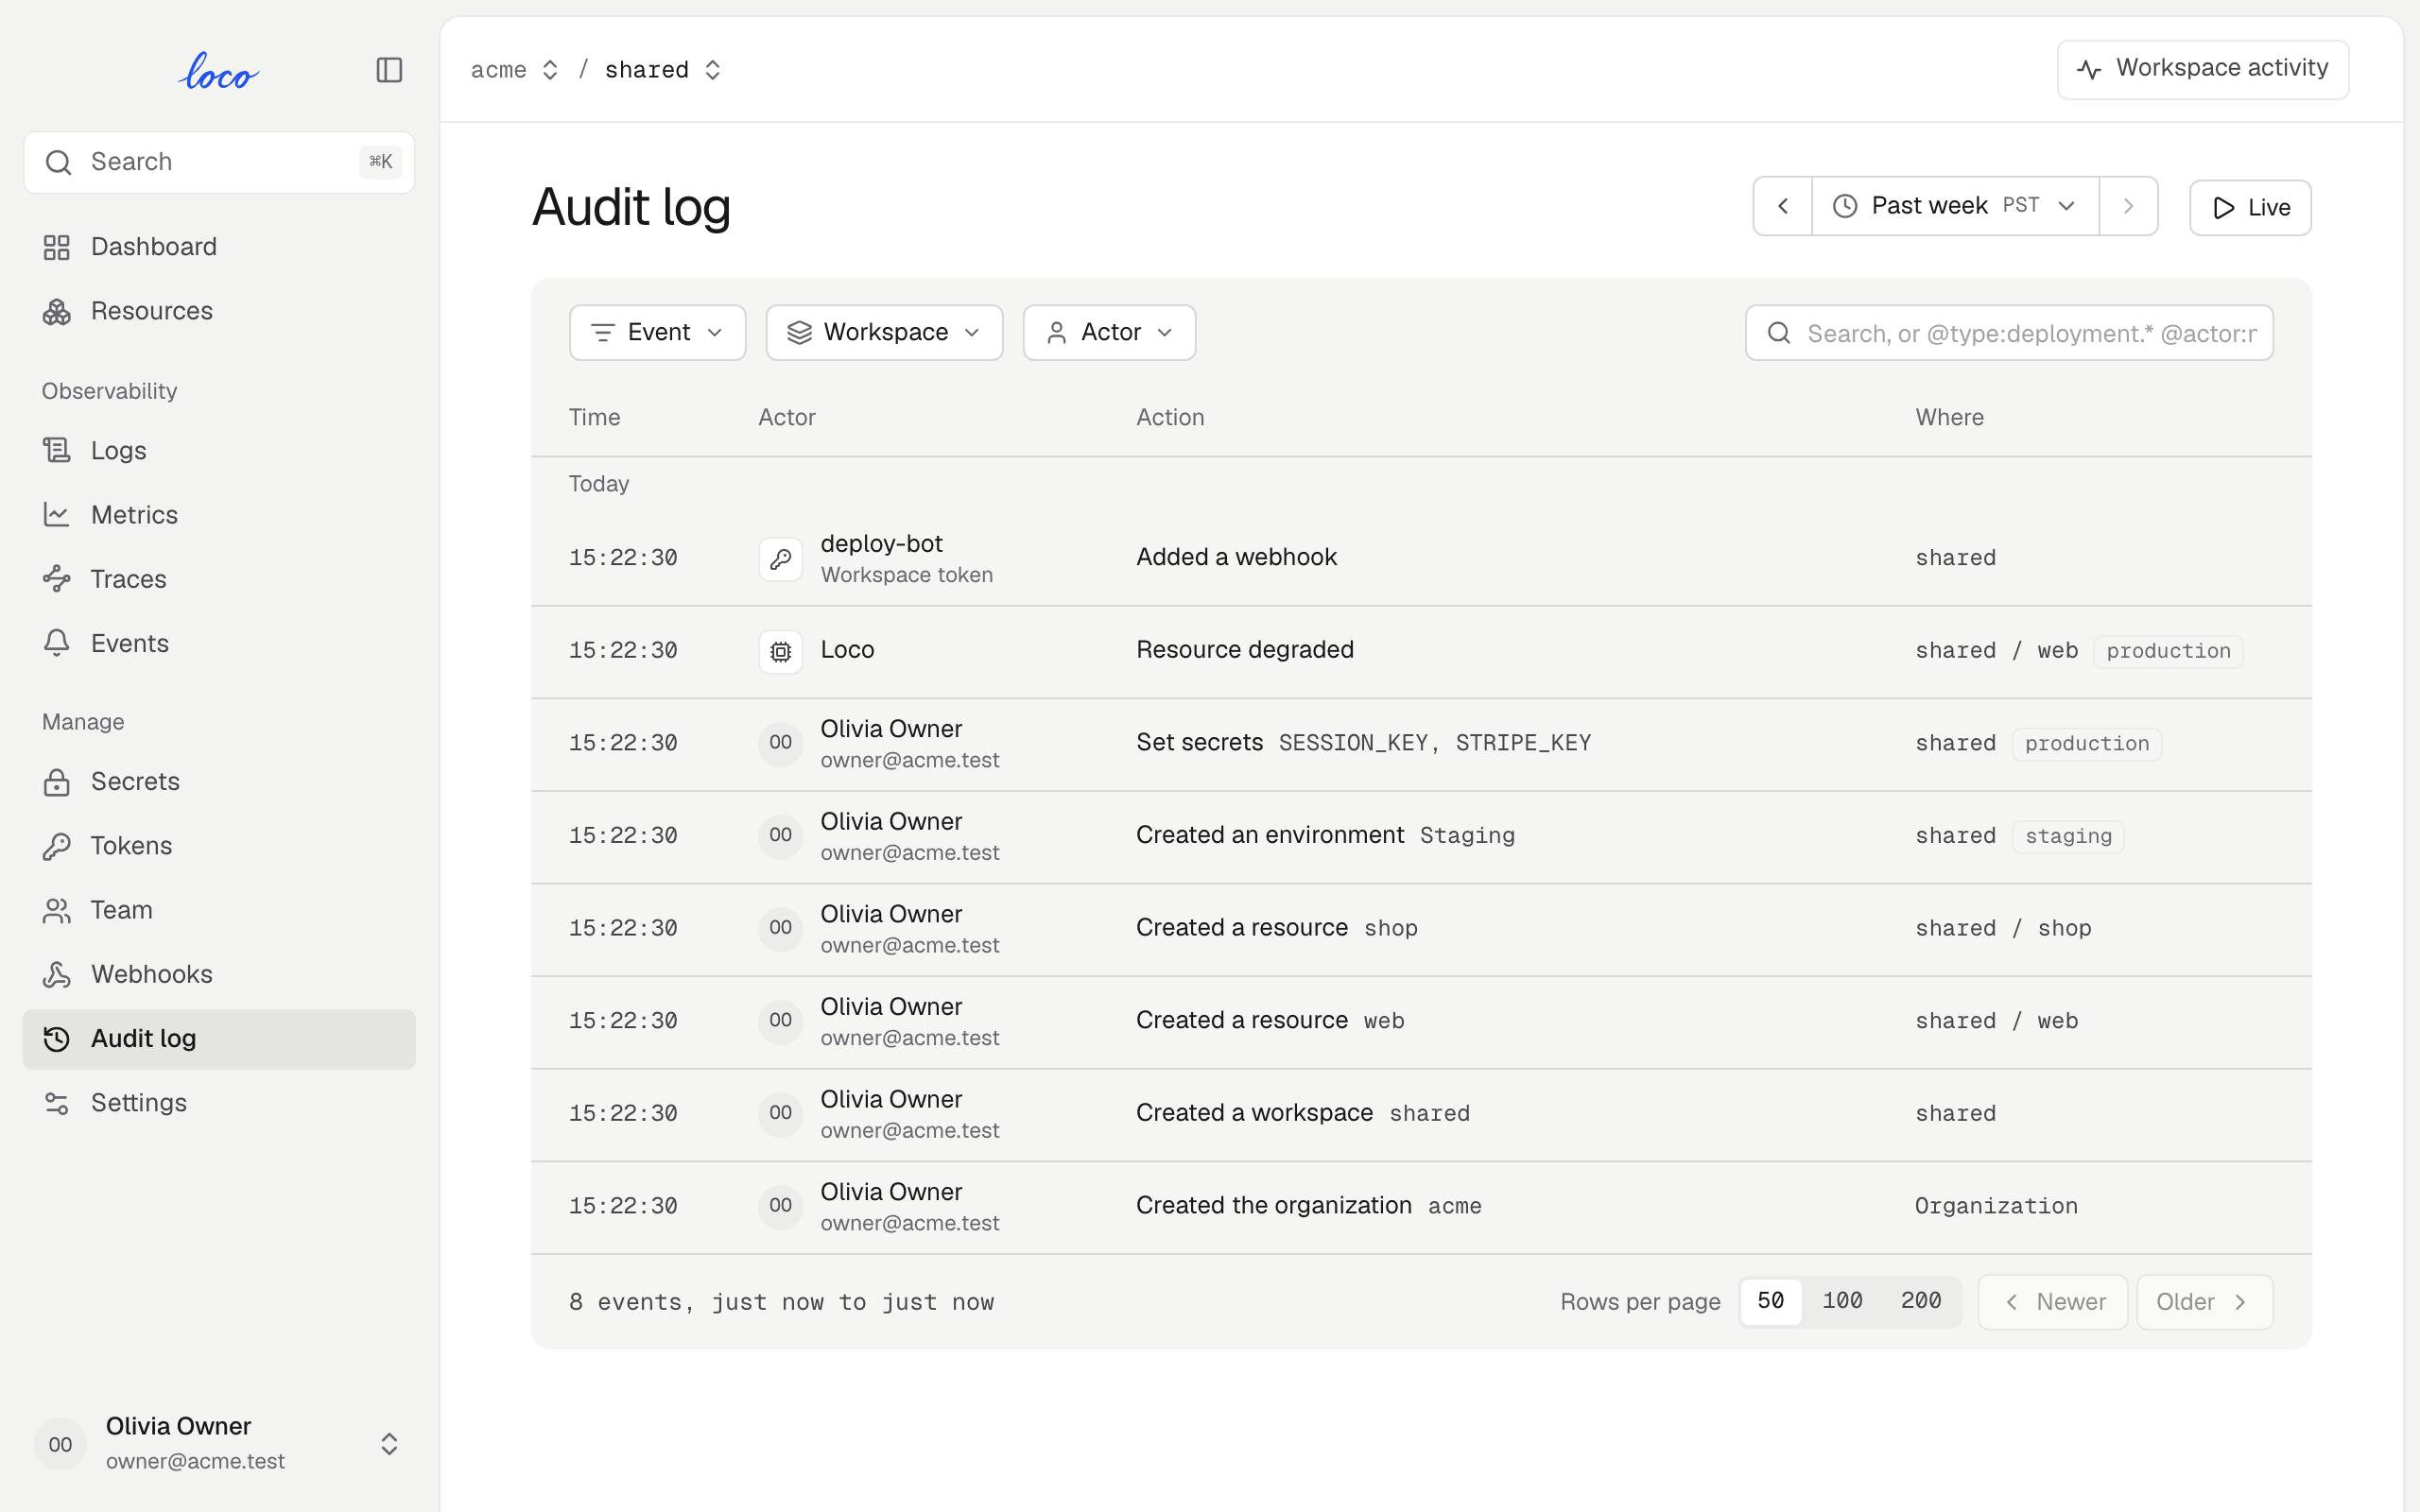 loco
Search ⌘K
Dashboard
Resources
Observability
Logs
Metrics
Traces
Events
Manage
Secrets
Tokens
Team
Webhooks
Audit log
Settings
OO Olivia Owner
owner@acme.test
acme / shared
Workspace activity
Audit log
Past week PST
Live
Event Workspace Actor
Search, or @type:deployment.* @actor:r
Time Actor Action Where
Today
15:22:30 deploy-bot Added a webhook shared
Workspace token
15:22:30 Loco Resource degraded shared / web production
15:22:30 OO Olivia Owner Set secrets SESSION_KEY, STRIPE_KEY shared production
owner@acme.test
15:22:30 OO Olivia Owner Created an environment Staging shared staging
owner@acme.test
15:22:30 OO Olivia Owner Created a resource shop shared / shop
owner@acme.test
15:22:30 OO Olivia Owner Created a resource web shared / web
owner@acme.test
15:22:30 OO Olivia Owner Created a workspace shared shared
owner@acme.test
15:22:30 OO Olivia Owner Created the organization acme Organization
owner@acme.test
8 events, just now to just now
Rows per page 50 100 200 Newer Older